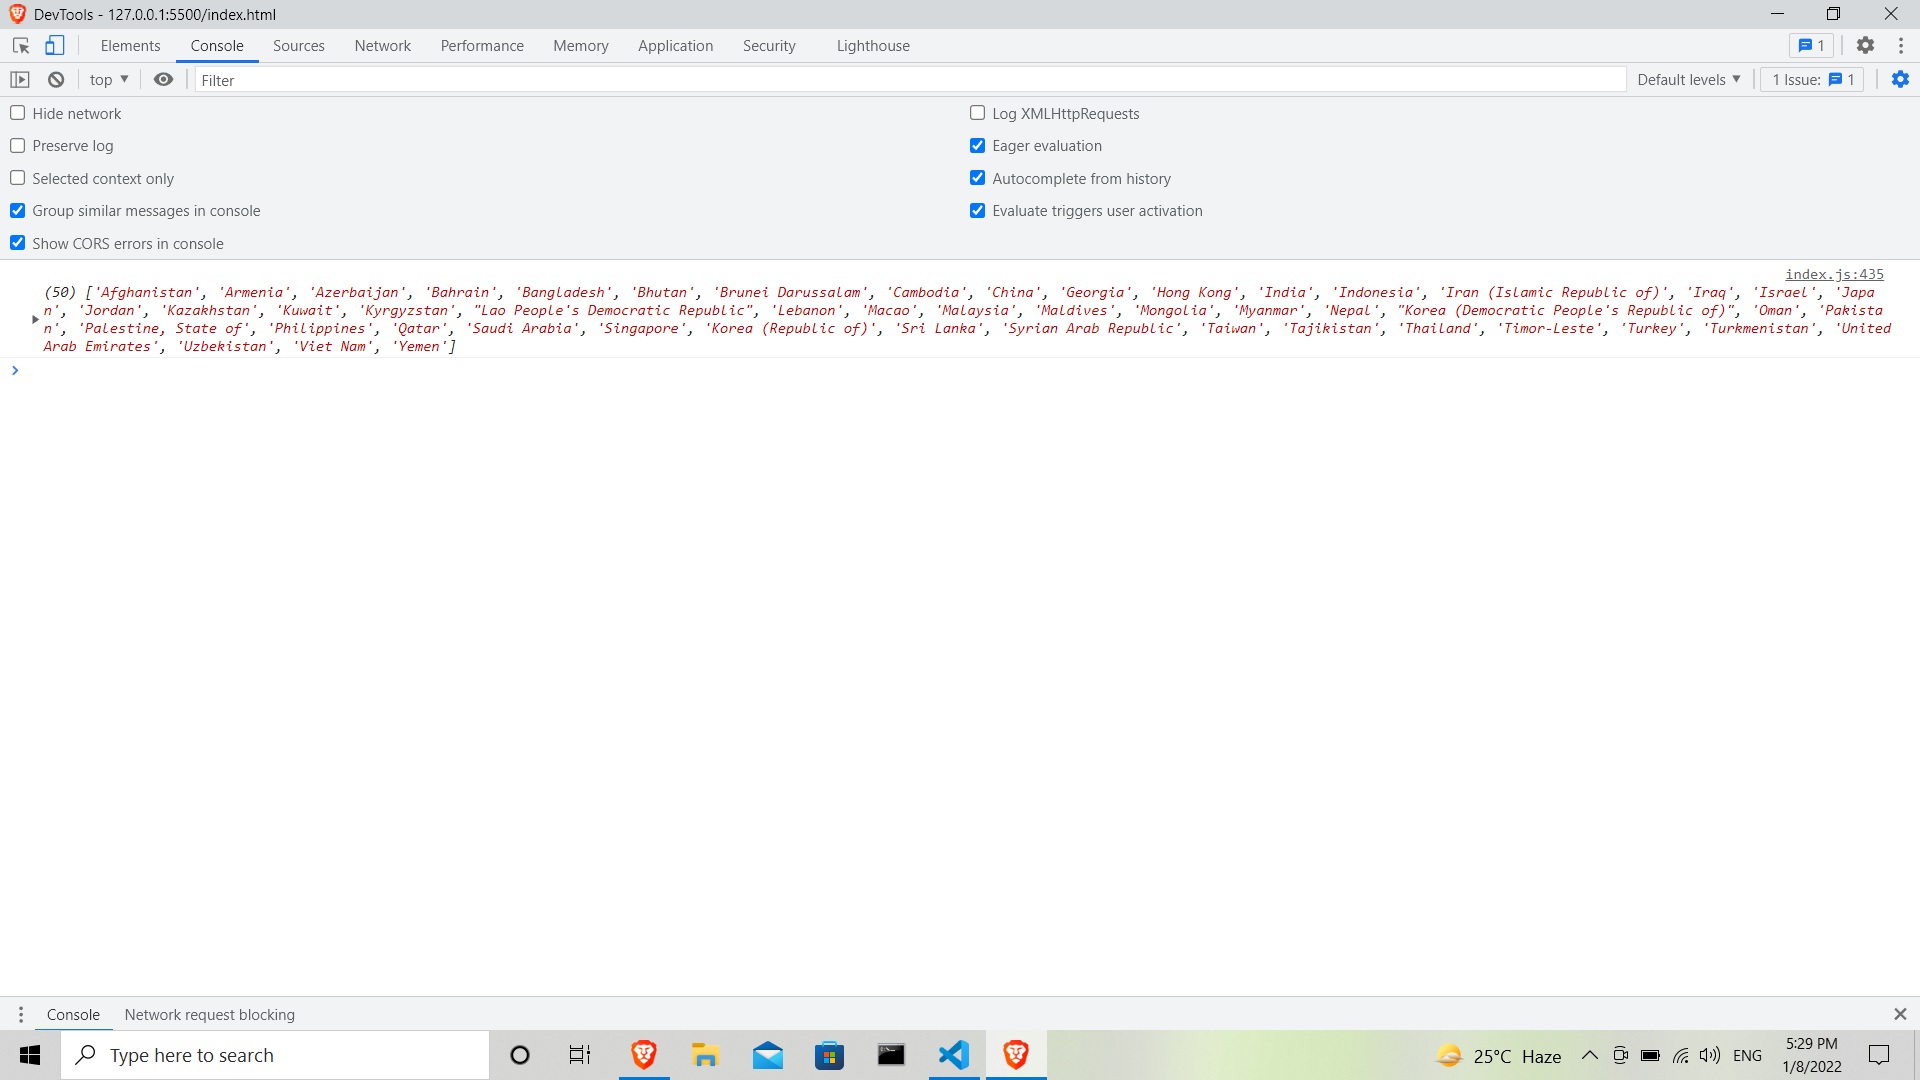 DevTools - 127.0.0.1:5500/index.html
Elements Console Sources Network Performance Memory Application Security Lighthouse 1
top Filter Default levels 1 Issue: 1
Hide network Log XMLHttpRequests
Preserve log Eager evaluation
Selected context only Autocomplete from history
Group similar messages in console Evaluate triggers user activation
Show CORS errors in console
index.js:435
(50) ['Afghanistan', 'Armenia', 'Azerbaijan', 'Bahrain', 'Bangladesh', 'Bhutan', 'Brunei Darussalam', 'Cambodia', 'China', 'Georgia', 'Hong Kong', 'India', 'Indonesia', 'Iran (Islamic Republic of)', 'Iraq', 'Israel', 'Japa
n', 'Jordan', 'Kazakhstan', 'Kuwait', 'Kyrgyzstan', "Lao People's Democratic Republic", 'Lebanon', 'Macao', 'Malaysia', 'Maldives', 'Mongolia', 'Myanmar', 'Nepal', "Korea (Democratic People's Republic of)", 'Oman', 'Pakista
n', 'Palestine, State of', 'Philippines', 'Qatar', 'Saudi Arabia', 'Singapore', 'Korea (Republic of)', 'Sri Lanka', 'Syrian Arab Republic', 'Taiwan', 'Tajikistan', 'Thailand', 'Timor-Leste', 'Turkey', 'Turkmenistan', 'United
Arab Emirates', 'Uzbekistan', 'Viet Nam', 'Yemen']
Console Network request blocking
Type here to search 25°C Haze ENG 5:29 PM
1/8/2022